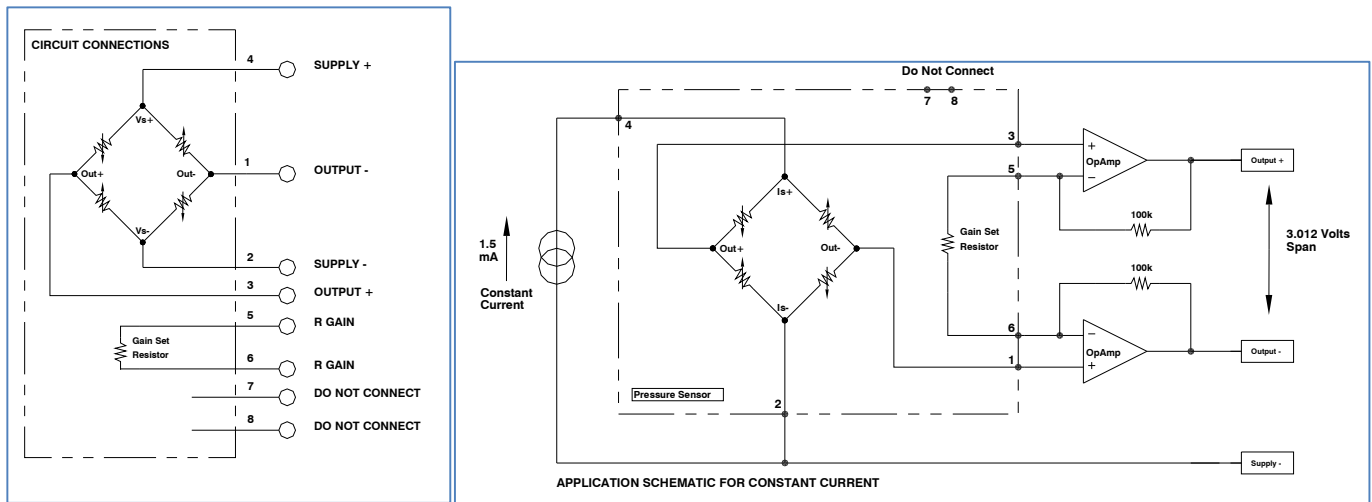 CIRCUIT CONNECTIONS
4
SUPPLY +
Vs+
1
OUTPUT -
Out+
Out-
Vs-
2
SUPPLY -
3
OUTPUT +
5
R GAIN
Gain Set
Resistor
6
R GAIN
7
DO NOT CONNECT
8
DO NOT CONNECT
Do Not Connect
7 8
4
3
+
OpAmp
−
Output +
5
Is+
100k
1.5
mA
Gain Set
Resistor
3.012 Volts
Span
Out+
Out-
Constant
Current
100k
Is-
6
−
OpAmp
+
Output -
1
Pressure Sensor
2
Supply -
APPLICATION SCHEMATIC FOR CONSTANT CURRENT